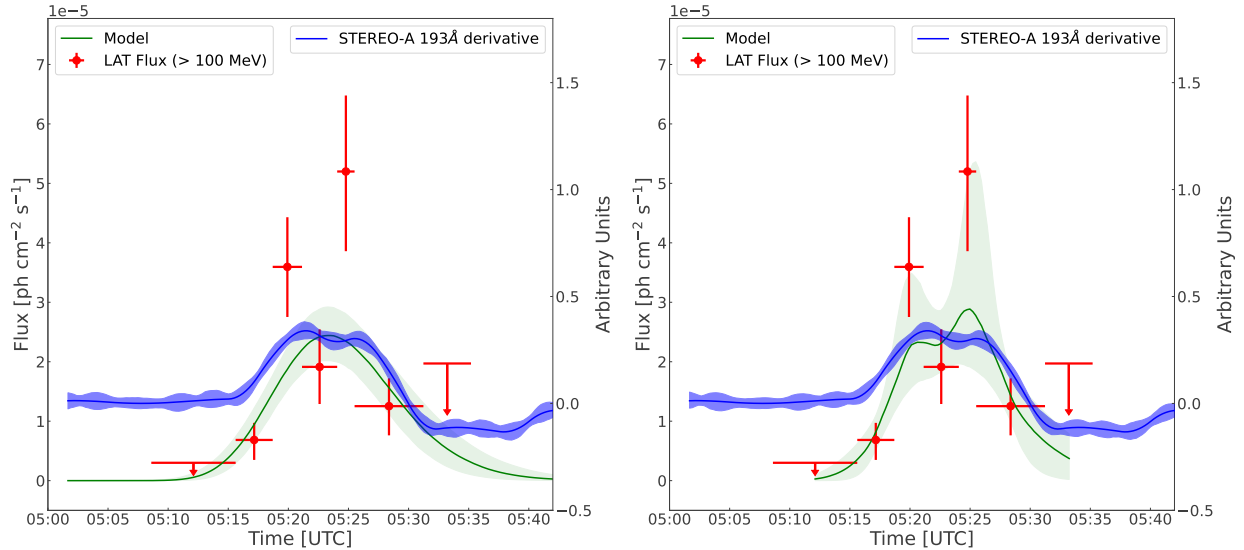 1e−5
Model
LAT Flux (> 100 MeV)
STEREO-A 193Å derivative
7
6
5
4
3
2
1
0
Flux [ph cm−2 s−1]
1.5
1.0
0.5
0.0
−0.5
Arbitrary Units
05:00 05:05 05:10 05:15 05:20 05:25 05:30 05:35 05:40
Time [UTC]
1e−5
Model
LAT Flux (> 100 MeV)
STEREO-A 193Å derivative
7
6
5
4
3
2
1
0
Flux [ph cm−2 s−1]
1.5
1.0
0.5
0.0
−0.5
Arbitrary Units
05:00 05:05 05:10 05:15 05:20 05:25 05:30 05:35 05:40
Time [UTC]